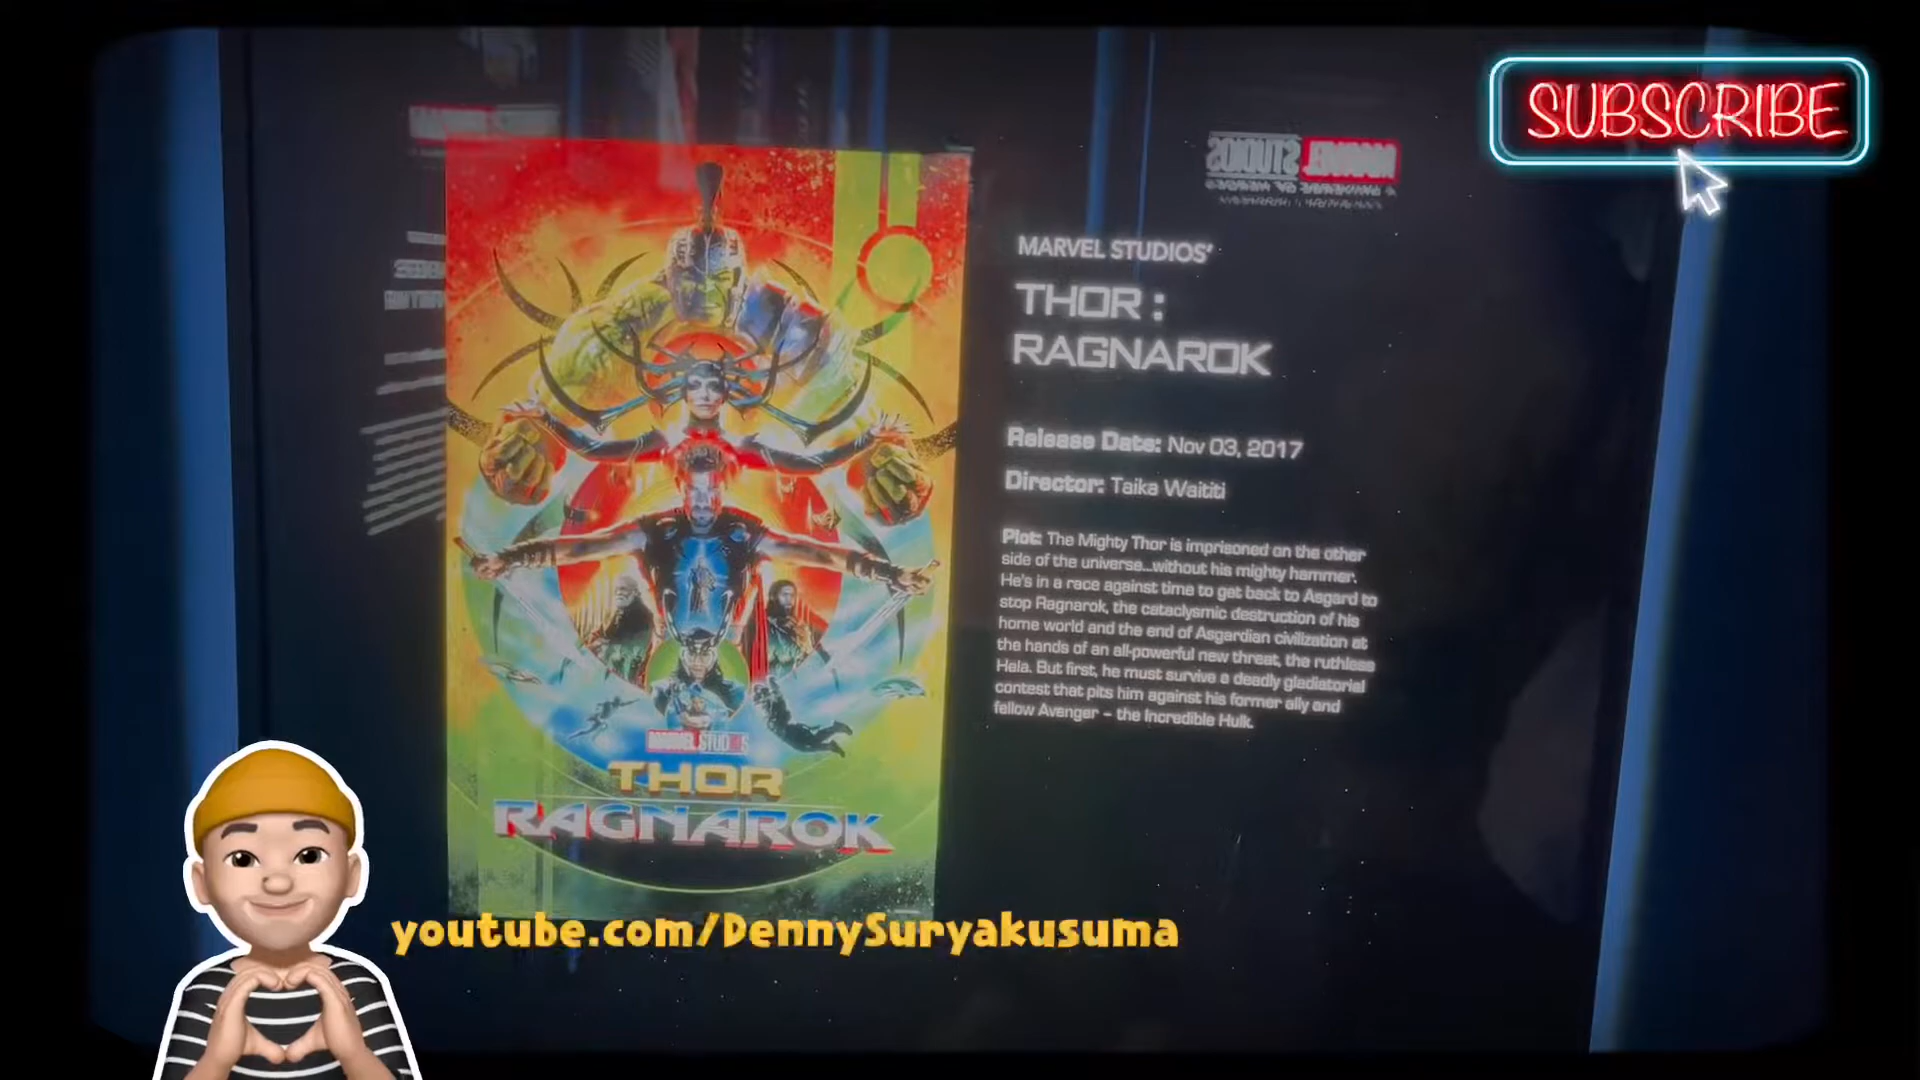 SUBSCRIBE
MARVEL STUDIOS
MARVEL STUDIOS'
THOR :
RAGNAROK
Release Date: Nov 03, 2017
Director: Taika Waititi
Plot: The Mighty Thor is imprisoned on the other
side of the universe...without his mighty hammer.
He's in a race against time to get back to Asgard to
stop Ragnarok, the cataclysmic destruction of his
home world and the end of Asgardian civilization at
the hands of an all-powerful new threat, the ruthless
Hela. But first, he must survive a deadly gladiatorial
contest that pits him against his former ally and
fellow Avenger – the Incredible Hulk.
MARVEL STUDIOS
THOR
RAGNAROK
youtube.com/DennySuryakusuma